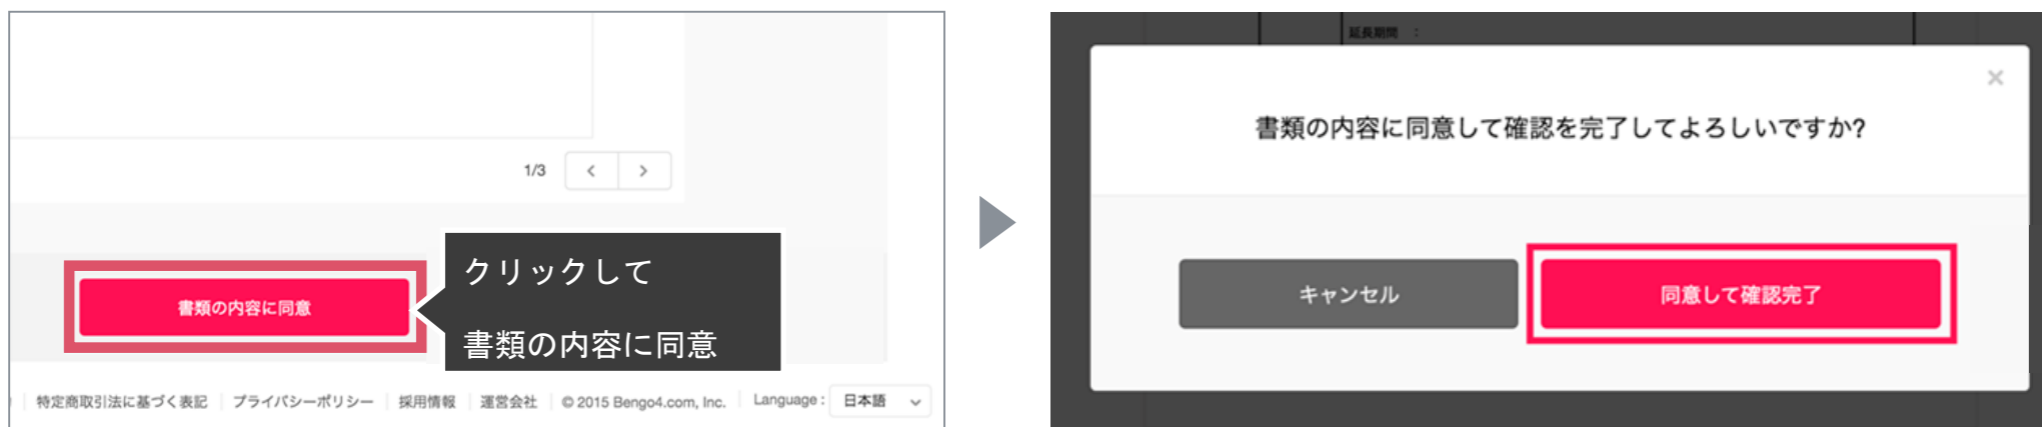 1/3
書類の内容に同意
クリックして
書類の内容に同意
特定商取引法に基づく表記 プライバシーポリシー 採用情報 運営会社 © 2015 Bengo4.com, Inc. Language : 日本語
延長期間 :
書類の内容に同意して確認を完了してよろしいですか?
キャンセル
同意して確認完了